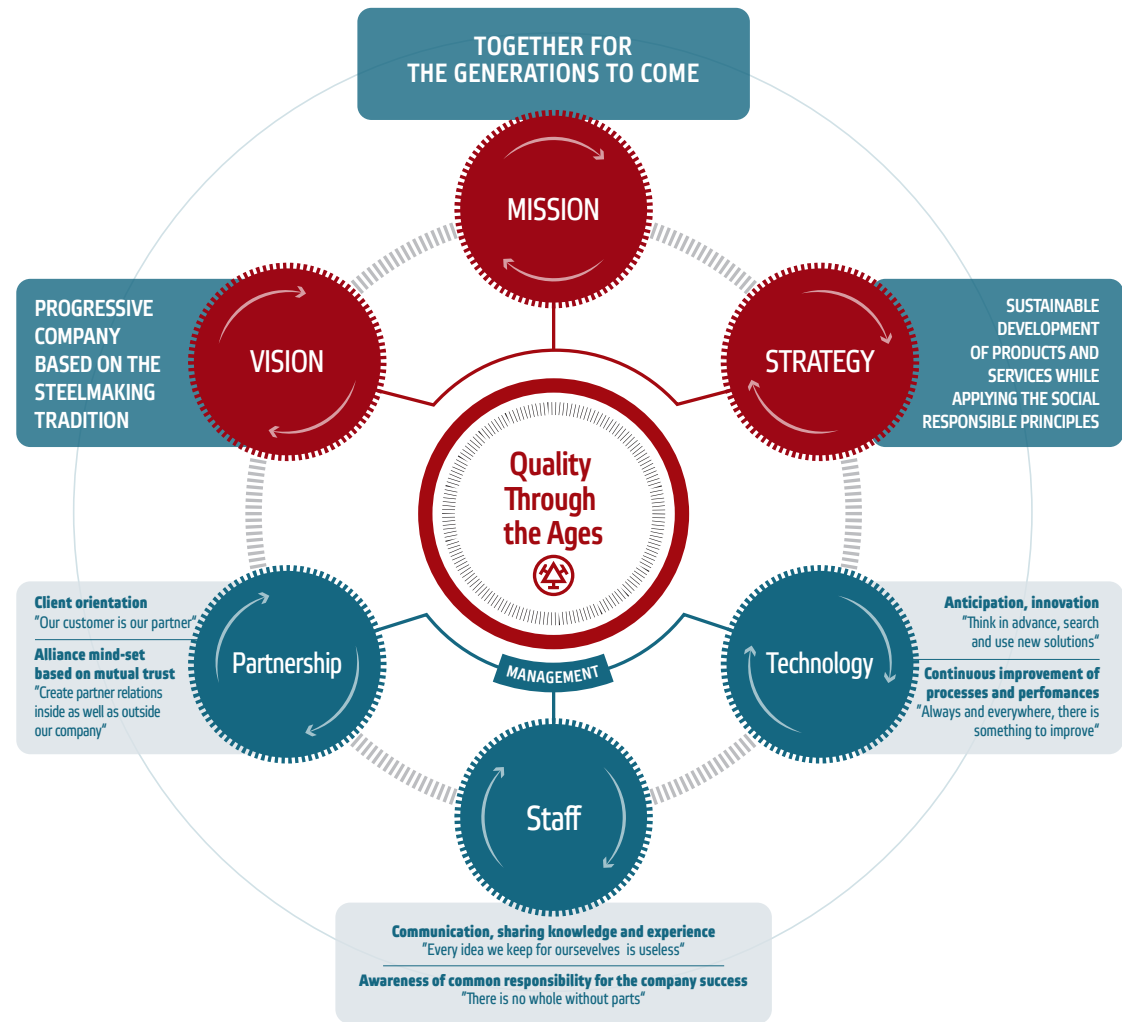 TOGETHER FOR
THE GENERATIONS TO COME
MISSION
PROGRESSIVE
COMPANY
BASED ON THE
STEELMAKING
TRADITION
VISION
STRATEGY
SUSTAINABLE
DEVELOPMENT
OF PRODUCTS AND
SERVICES WHILE
APPLYING THE SOCIAL
RESPONSIBLE PRINCIPLES
Quality
Through
the Ages
Client orientation
"Our customer is our partner"
Alliance mind-set
based on mutual trust
"Create partner relations
inside as well as outside
our company"
Partnership
MANAGEMENT
Technology
Anticipation, innovation
"Think in advance, search
and use new solutions"
Continuous improvement of
processes and perfomances
"Always and everywhere, there is
something to improve"
Staff
Communication, sharing knowledge and experience
"Every idea we keep for oursevelves is useless"
Awareness of common responsibility for the company success
"There is no whole without parts"